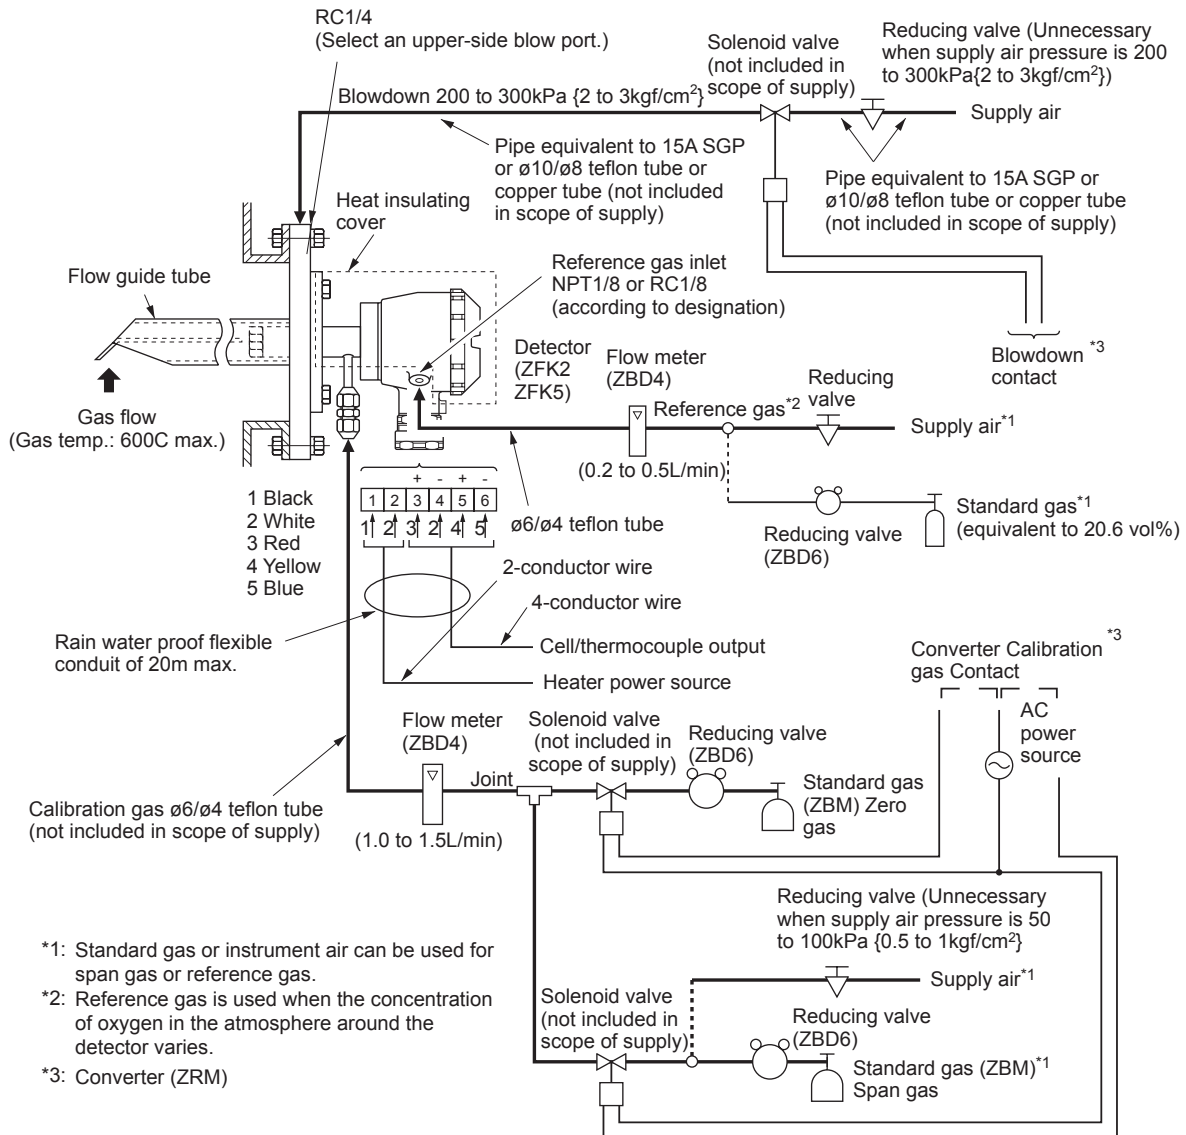 RC1/4
(Select an upper-side blow port.)
Solenoid valve
(not included in
scope of supply)
Reducing valve (Unnecessary
when supply air pressure is 200
to 300kPa{2 to 3kgf/cm2})
Blowdown 200 to 300kPa {2 to 3kgf/cm2}
Supply air
Pipe equivalent to 15A SGP
or ø10/ø8 teflon tube or
copper tube (not included
in scope of supply)
Pipe equivalent to 15A SGP or
ø10/ø8 teflon tube or copper tube
(not included in scope of supply)
Heat insulating
cover
Flow guide tube
Reference gas inlet
NPT1/8 or RC1/8
(according to designation)
Detector
(ZFK2
ZFK5)
Flow meter
(ZBD4)
Blowdown *3
contact
Reducing
valve
Reference gas*2
Supply air*1
Gas flow
(Gas temp.: 600C max.)
(0.2 to 0.5L/min)
+ - + -
1 2 3 4 5 6
1 2 3 2 4 5
1 Black
2 White
3 Red
4 Yellow
5 Blue
ø6/ø4 teflon tube
Reducing valve
(ZBD6)
Standard gas*1
(equivalent to 20.6 vol%)
2-conductor wire
4-conductor wire
Rain water proof flexible
conduit of 20m max.
Cell/thermocouple output
Heater power source
Converter Calibration *3
gas Contact
AC
power
source
Flow meter
(ZBD4)
Solenoid valve
(not included in
scope of supply)
Reducing valve
(ZBD6)
Joint
Standard gas
(ZBM) Zero
gas
Calibration gas ø6/ø4 teflon tube
(not included in scope of supply)
(1.0 to 1.5L/min)
Reducing valve (Unnecessary
when supply air pressure is 50
to 100kPa {0.5 to 1kgf/cm2}
Supply air*1
Solenoid valve
(not included in
scope of supply)
Reducing valve
(ZBD6)
Standard gas (ZBM)*1
Span gas
*1: Standard gas or instrument air can be used for
span gas or reference gas.
*2: Reference gas is used when the concentration
of oxygen in the atmosphere around the
detector varies.
*3: Converter (ZRM)